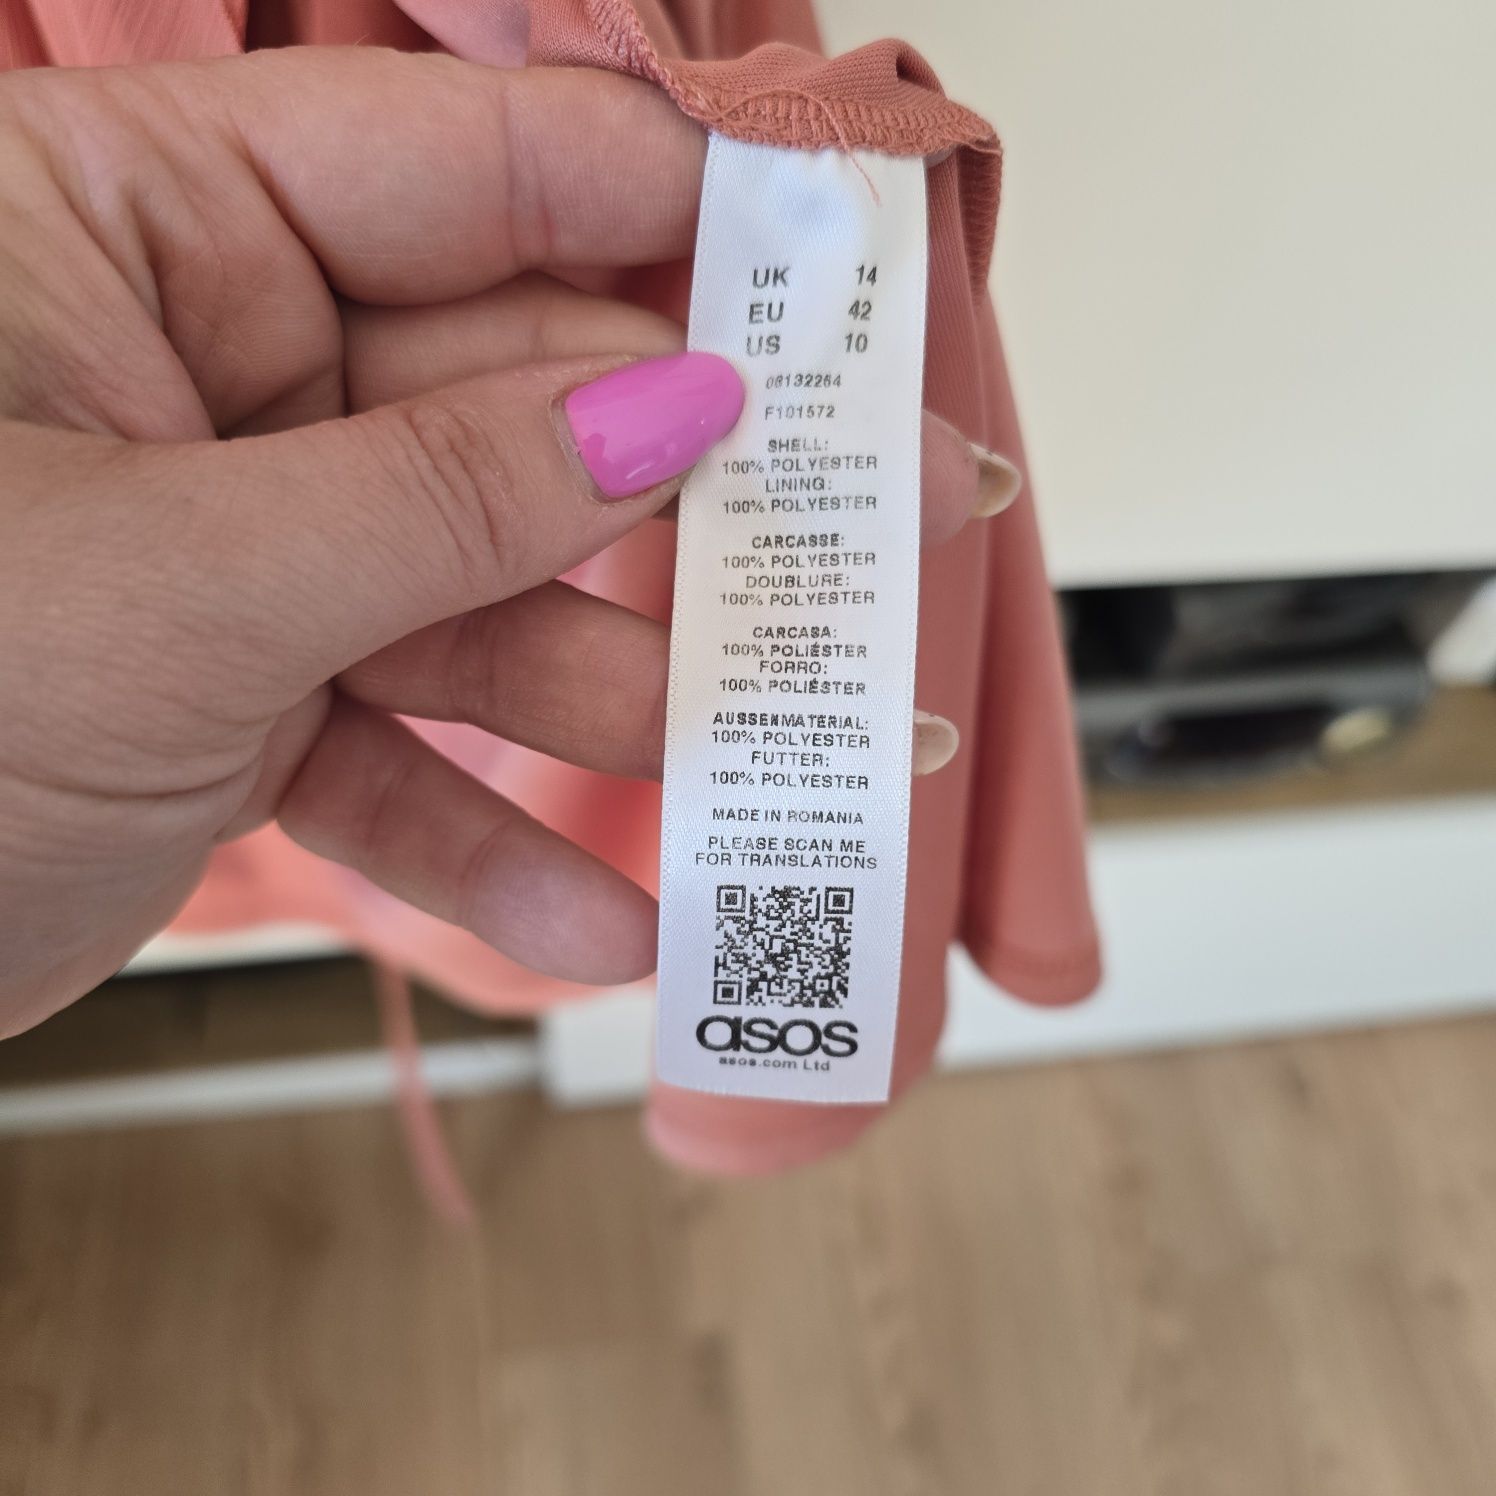 UK 14
EU 42
US 10
08132264
F101572
SHELL:
100% POLYESTER
LINING:
100% POLYESTER
CARCASSE:
100% POLYESTER
DOUBLURE:
100% POLYESTER
CARCASA:
100% POLIÉSTER
FORRO:
100% POLIÉSTER
AUSSENMATERIAL:
100% POLYESTER
FUTTER:
100% POLYESTER
MADE IN ROMANIA
PLEASE SCAN ME
FOR TRANSLATIONS
asos
asos.com Ltd